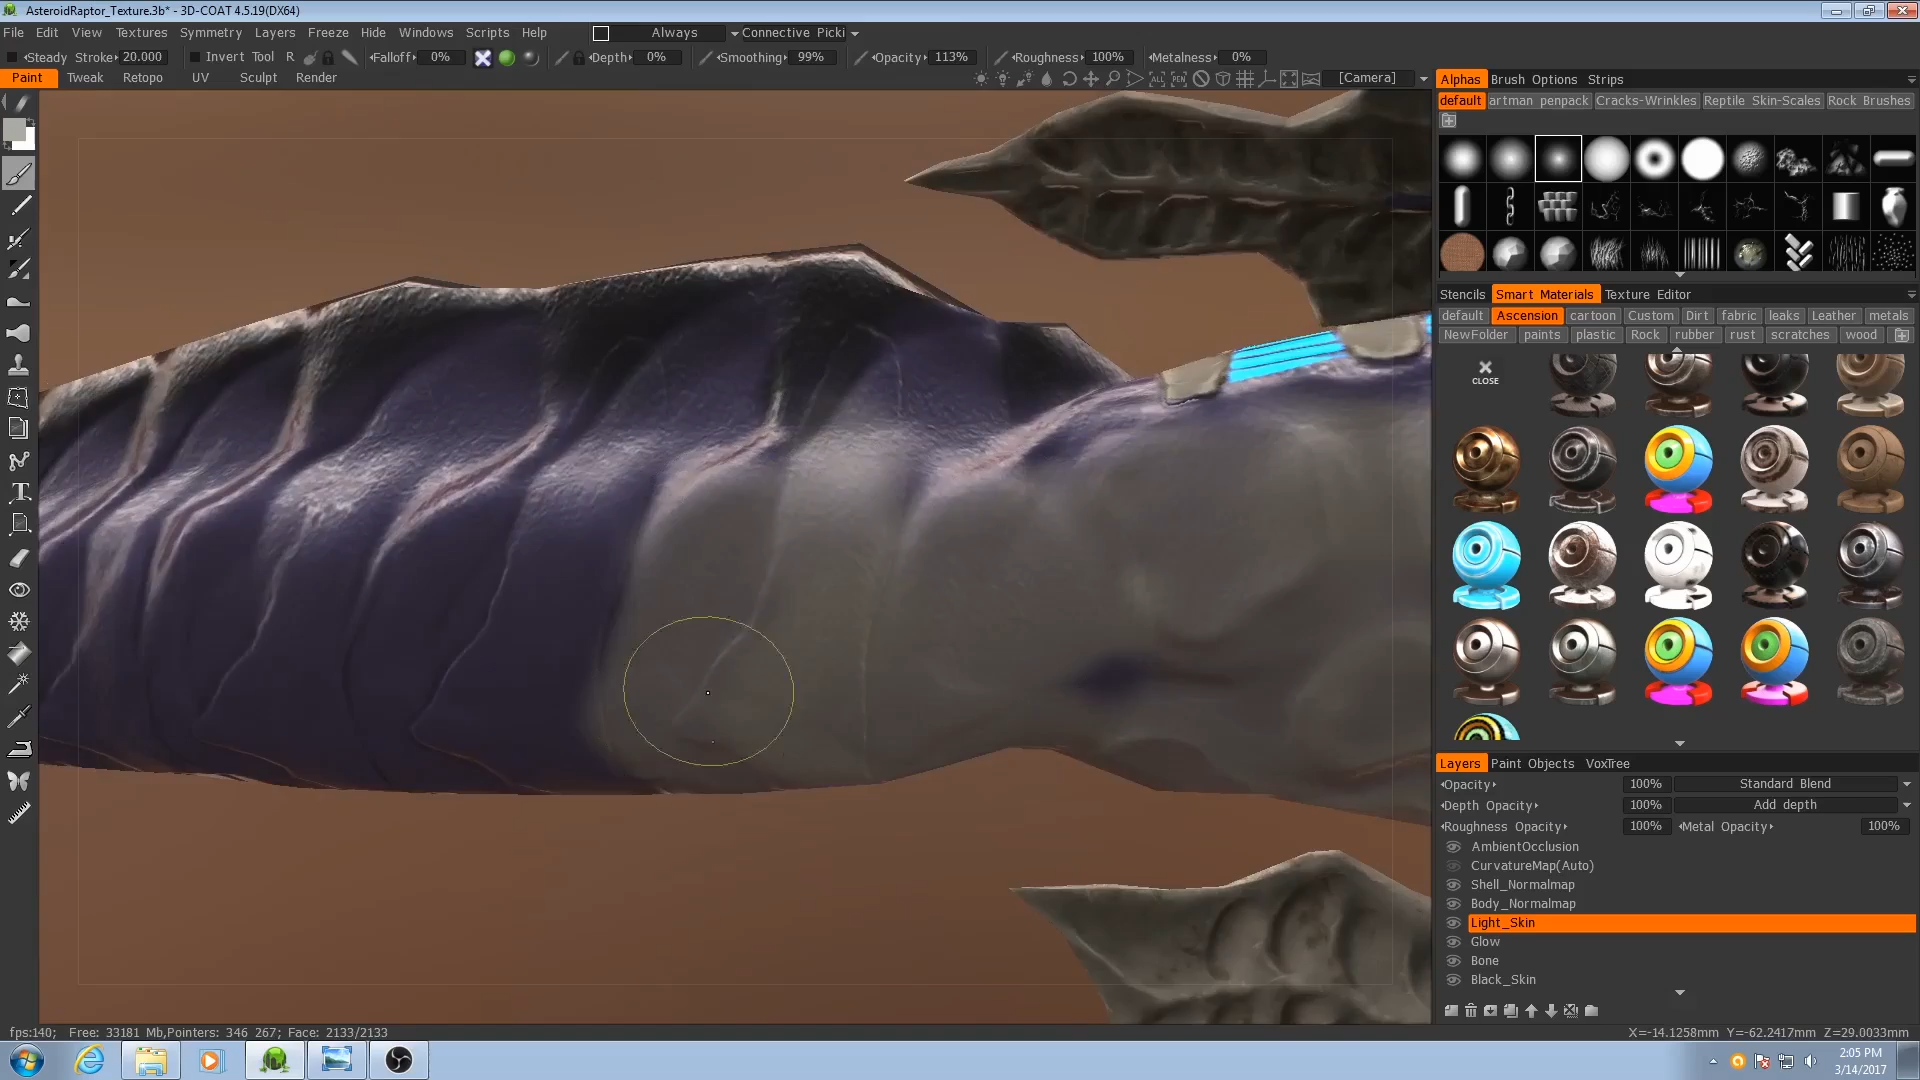 AsteroidRaptor_Texture.3b* - 3D-COAT 4.5.19(DX64)
File Edit View Textures Symmetry Layers Freeze Hide Windows Scripts Help Always Connective Picki
Steady Stroke 20.000 Invert Tool R Falloff 0% Depth 0% Smoothing 99% Opacity 113% Roughness 100% Metalness 0%
Paint Tweak Retopo UV Sculpt Render [Camera]
Alphas Brush Options Strips
default artman penpack Cracks-Wrinkles Reptile Skin-Scales Rock Brushes
Stencils Smart Materials Texture Editor
default Ascension cartoon Custom Dirt fabric leaks Leather metals
NewFolder paints plastic Rock rubber rust scratches wood
CLOSE
Layers Paint Objects VoxTree
Opacity 100% Standard Blend
Depth Opacity 100% Add depth
Roughness Opacity 100% Metal Opacity 100%
AmbientOcclusion
CurvatureMap(Auto)
Shell_Normalmap
Body_Normalmap
Light_Skin
Glow
Bone
Black_Skin
fps:140; Free: 33181 Mb,Pointers: 346 267; Face: 2133/2133 X=-14.1258mm Y=-62.2417mm Z=29.0033mm
2:05 PM
3/14/2017